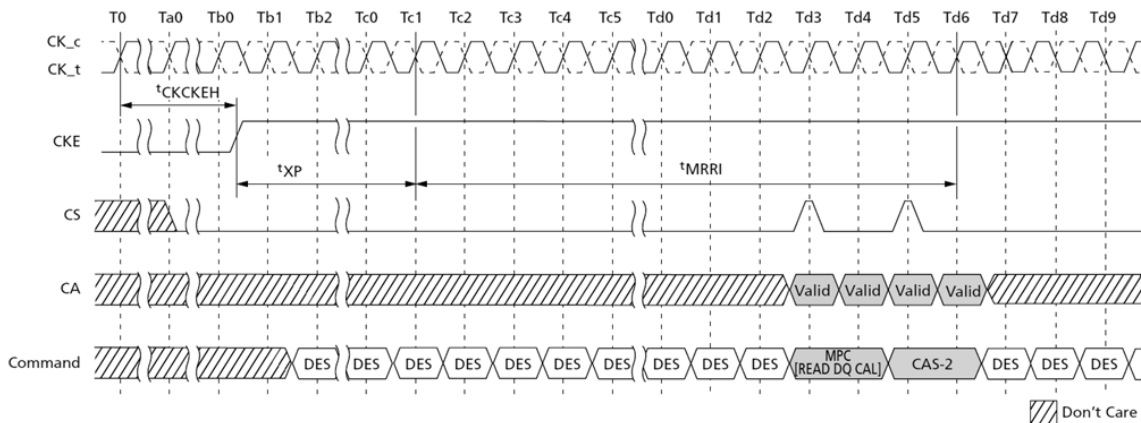 T0 Ta0 Tb0 Tb1 Tb2 Tc0 Tc1 Tc2 Tc3 Tc4 Tc5 Td0 Td1 Td2 Td3 Td4 Td5 Td6 Td7 Td8 Td9
CK_c
CK_t
tCKCKEH
CKE
tXP tMRRI
CS
CA Valid Valid Valid Valid
Command DES DES DES DES DES DES DES DES DES DES MPC [READ DQ CAL] CAS-2 DES DES DES
Don't Care